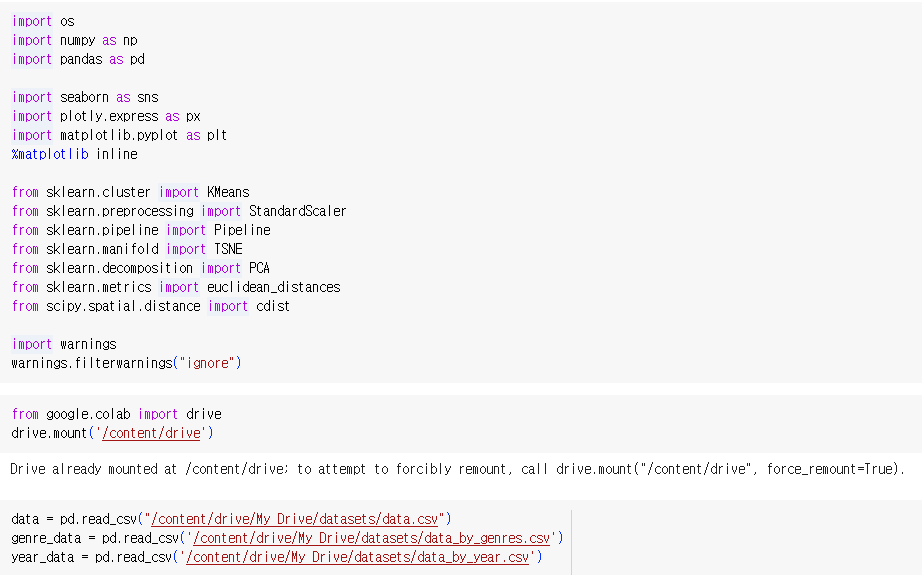 import os
import numpy as np
import pandas as pd
import seaborn as sns
import plotly.express as px
import matplotlib.pyplot as plt
%matplotlib inline
from sklearn.cluster import KMeans
from sklearn.preprocessing import StandardScaler
from sklearn.pipeline import Pipeline
from sklearn.manifold import TSNE
from sklearn.decomposition import PCA
from sklearn.metrics import euclidean_distances
from scipy.spatial.distance import cdist
import warnings
warnings.filterwarnings("ignore")
from google.colab import drive
drive.mount('/content/drive')
Drive already mounted at /content/drive; to attempt to forcibly remount, call drive.mount("/content/drive", force_remount=True).
data = pd.read_csv("/content/drive/My Drive/datasets/data.csv")
genre_data = pd.read_csv('/content/drive/My Drive/datasets/data_by_genres.csv')
year_data = pd.read_csv('/content/drive/My Drive/datasets/data_by_year.csv')